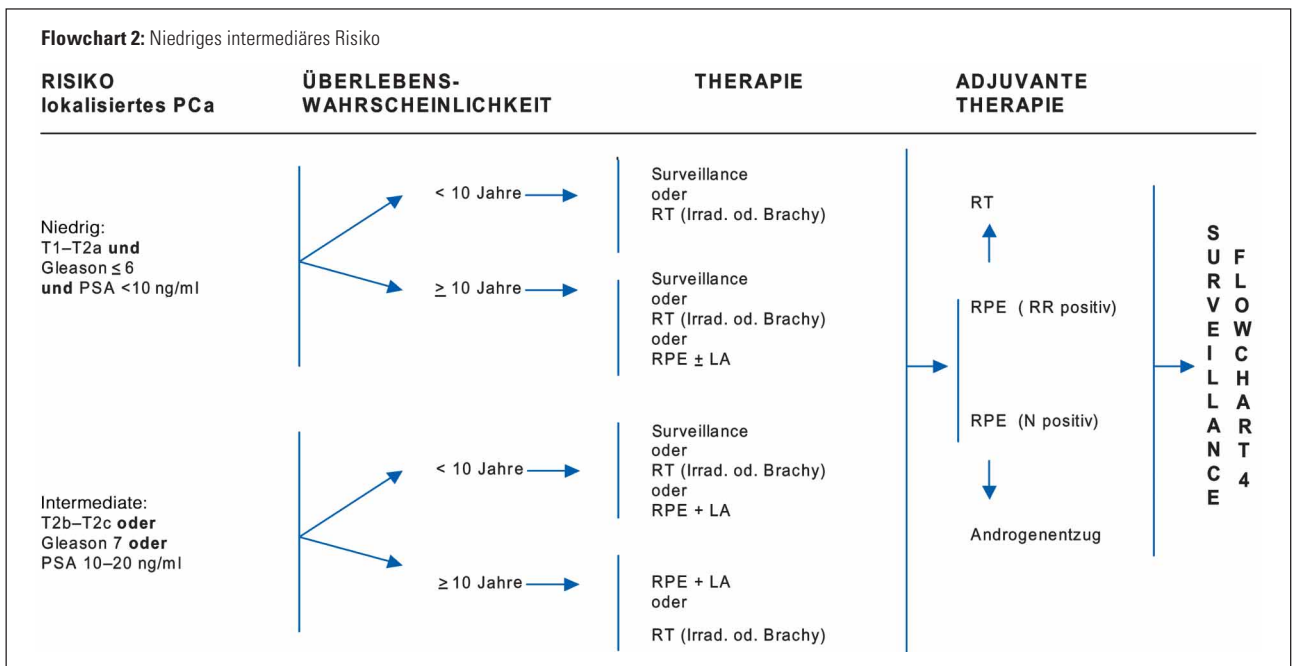 Flowchart 2: Niedriges intermediäres Risiko
RISIKO
lokalisiertes PCa
ÜBERLEBENS-
WAHRSCHEINLICHKEIT
THERAPIE
ADJUVANTE
THERAPIE
Niedrig:
T1–T2a und
Gleason ≤ 6
und PSA <10 ng/ml
< 10 Jahre
Surveillance
oder
RT (Irrad. od. Brachy)
≥ 10 Jahre
Surveillance
oder
RT (Irrad. od. Brachy)
oder
RPE ± LA
Intermediate:
T2b–T2c oder
Gleason 7 oder
PSA 10–20 ng/ml
< 10 Jahre
Surveillance
oder
RT (Irrad. od. Brachy)
oder
RPE + LA
≥ 10 Jahre
RPE + LA
oder
RT (Irrad. od. Brachy)
RT
RPE ( RR positiv)
RPE (N positiv)
Androgenentzug
SURVEILLANCE
FLOWCHART 4